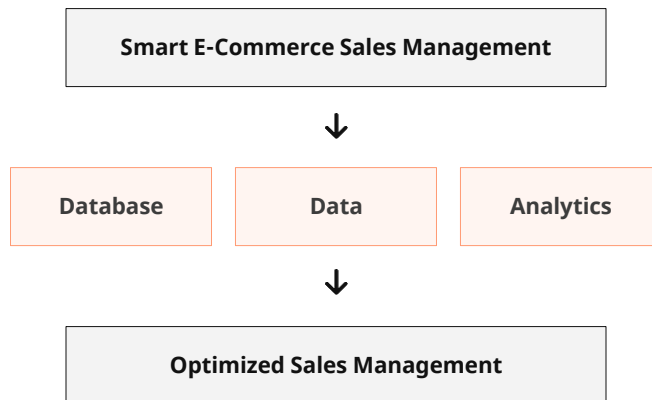 Smart E-Commerce Sales Management
Database
Data
Analytics
Optimized Sales Management